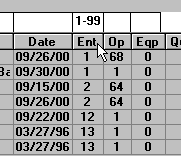 1-99
Date Ent Op Eqp Q
09/26/00 1 68 0
Ba 09/30/00 1 1 0
09/15/00 2 64 0
09/26/00 2 64 0
09/22/00 12 1 0
03/27/96 13 1 0
03/27/96 13 1 0